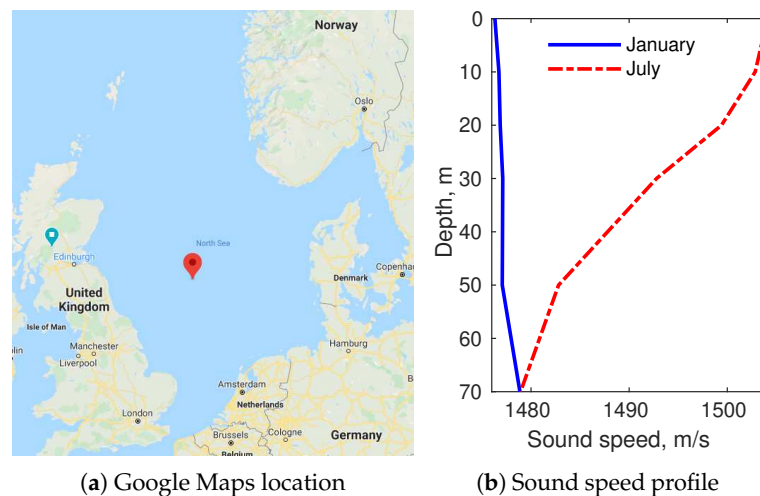 Norway
Oslo
North Sea
Edinburgh
United
Kingdom
Isle of Man
Manchester
Liverpool
lin
London
Denmark
Copenha
Hamburg
Amsterdam
Netherlands
Brussels
Belgium
Cologne
Germany
B
(a) Google Maps location
January
July
0
10
20
30
40
50
60
70
Depth, m
1480
1490
1500
Sound speed, m/s
(b) Sound speed profile